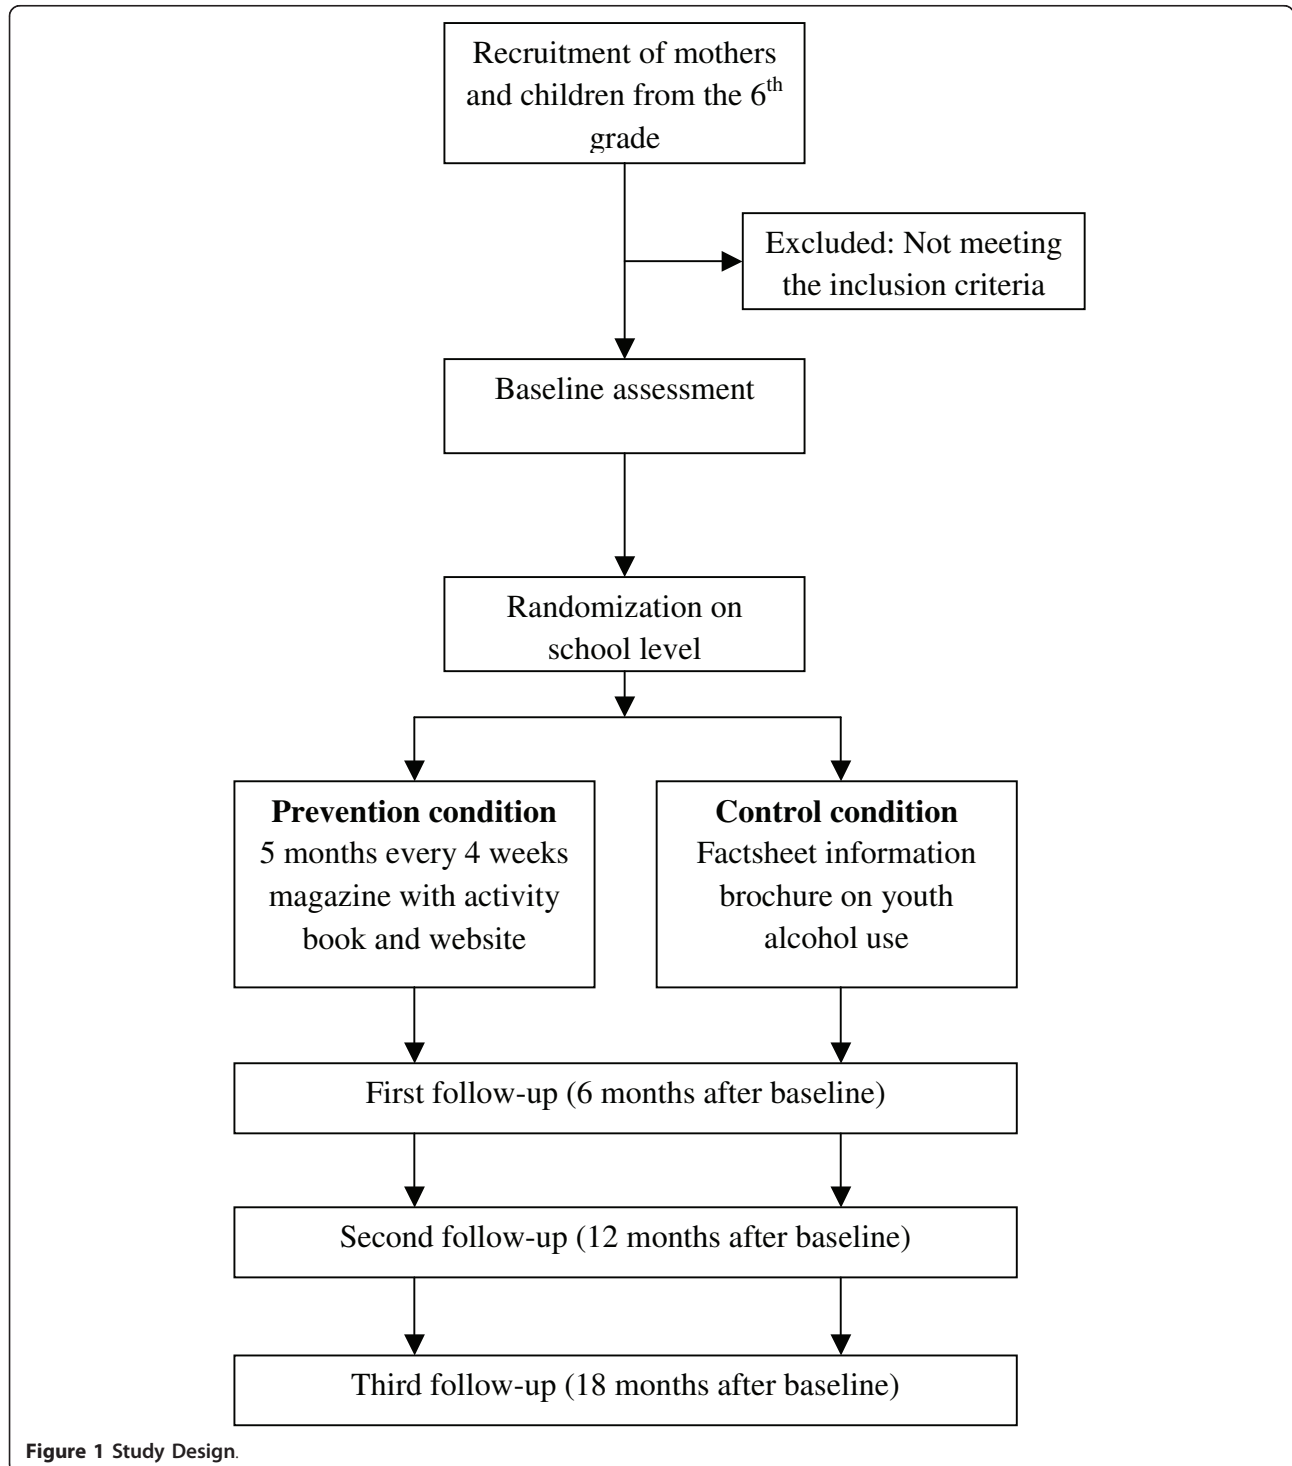 Recruitment of mothers
and children from the 6th
grade
Excluded: Not meeting
the inclusion criteria
Baseline assessment
Randomization on
school level
Prevention condition
5 months every 4 weeks
magazine with activity
book and website
Control condition
Factsheet information
brochure on youth
alcohol use
First follow-up (6 months after baseline)
Second follow-up (12 months after baseline)
Third follow-up (18 months after baseline)
Figure 1 Study Design.